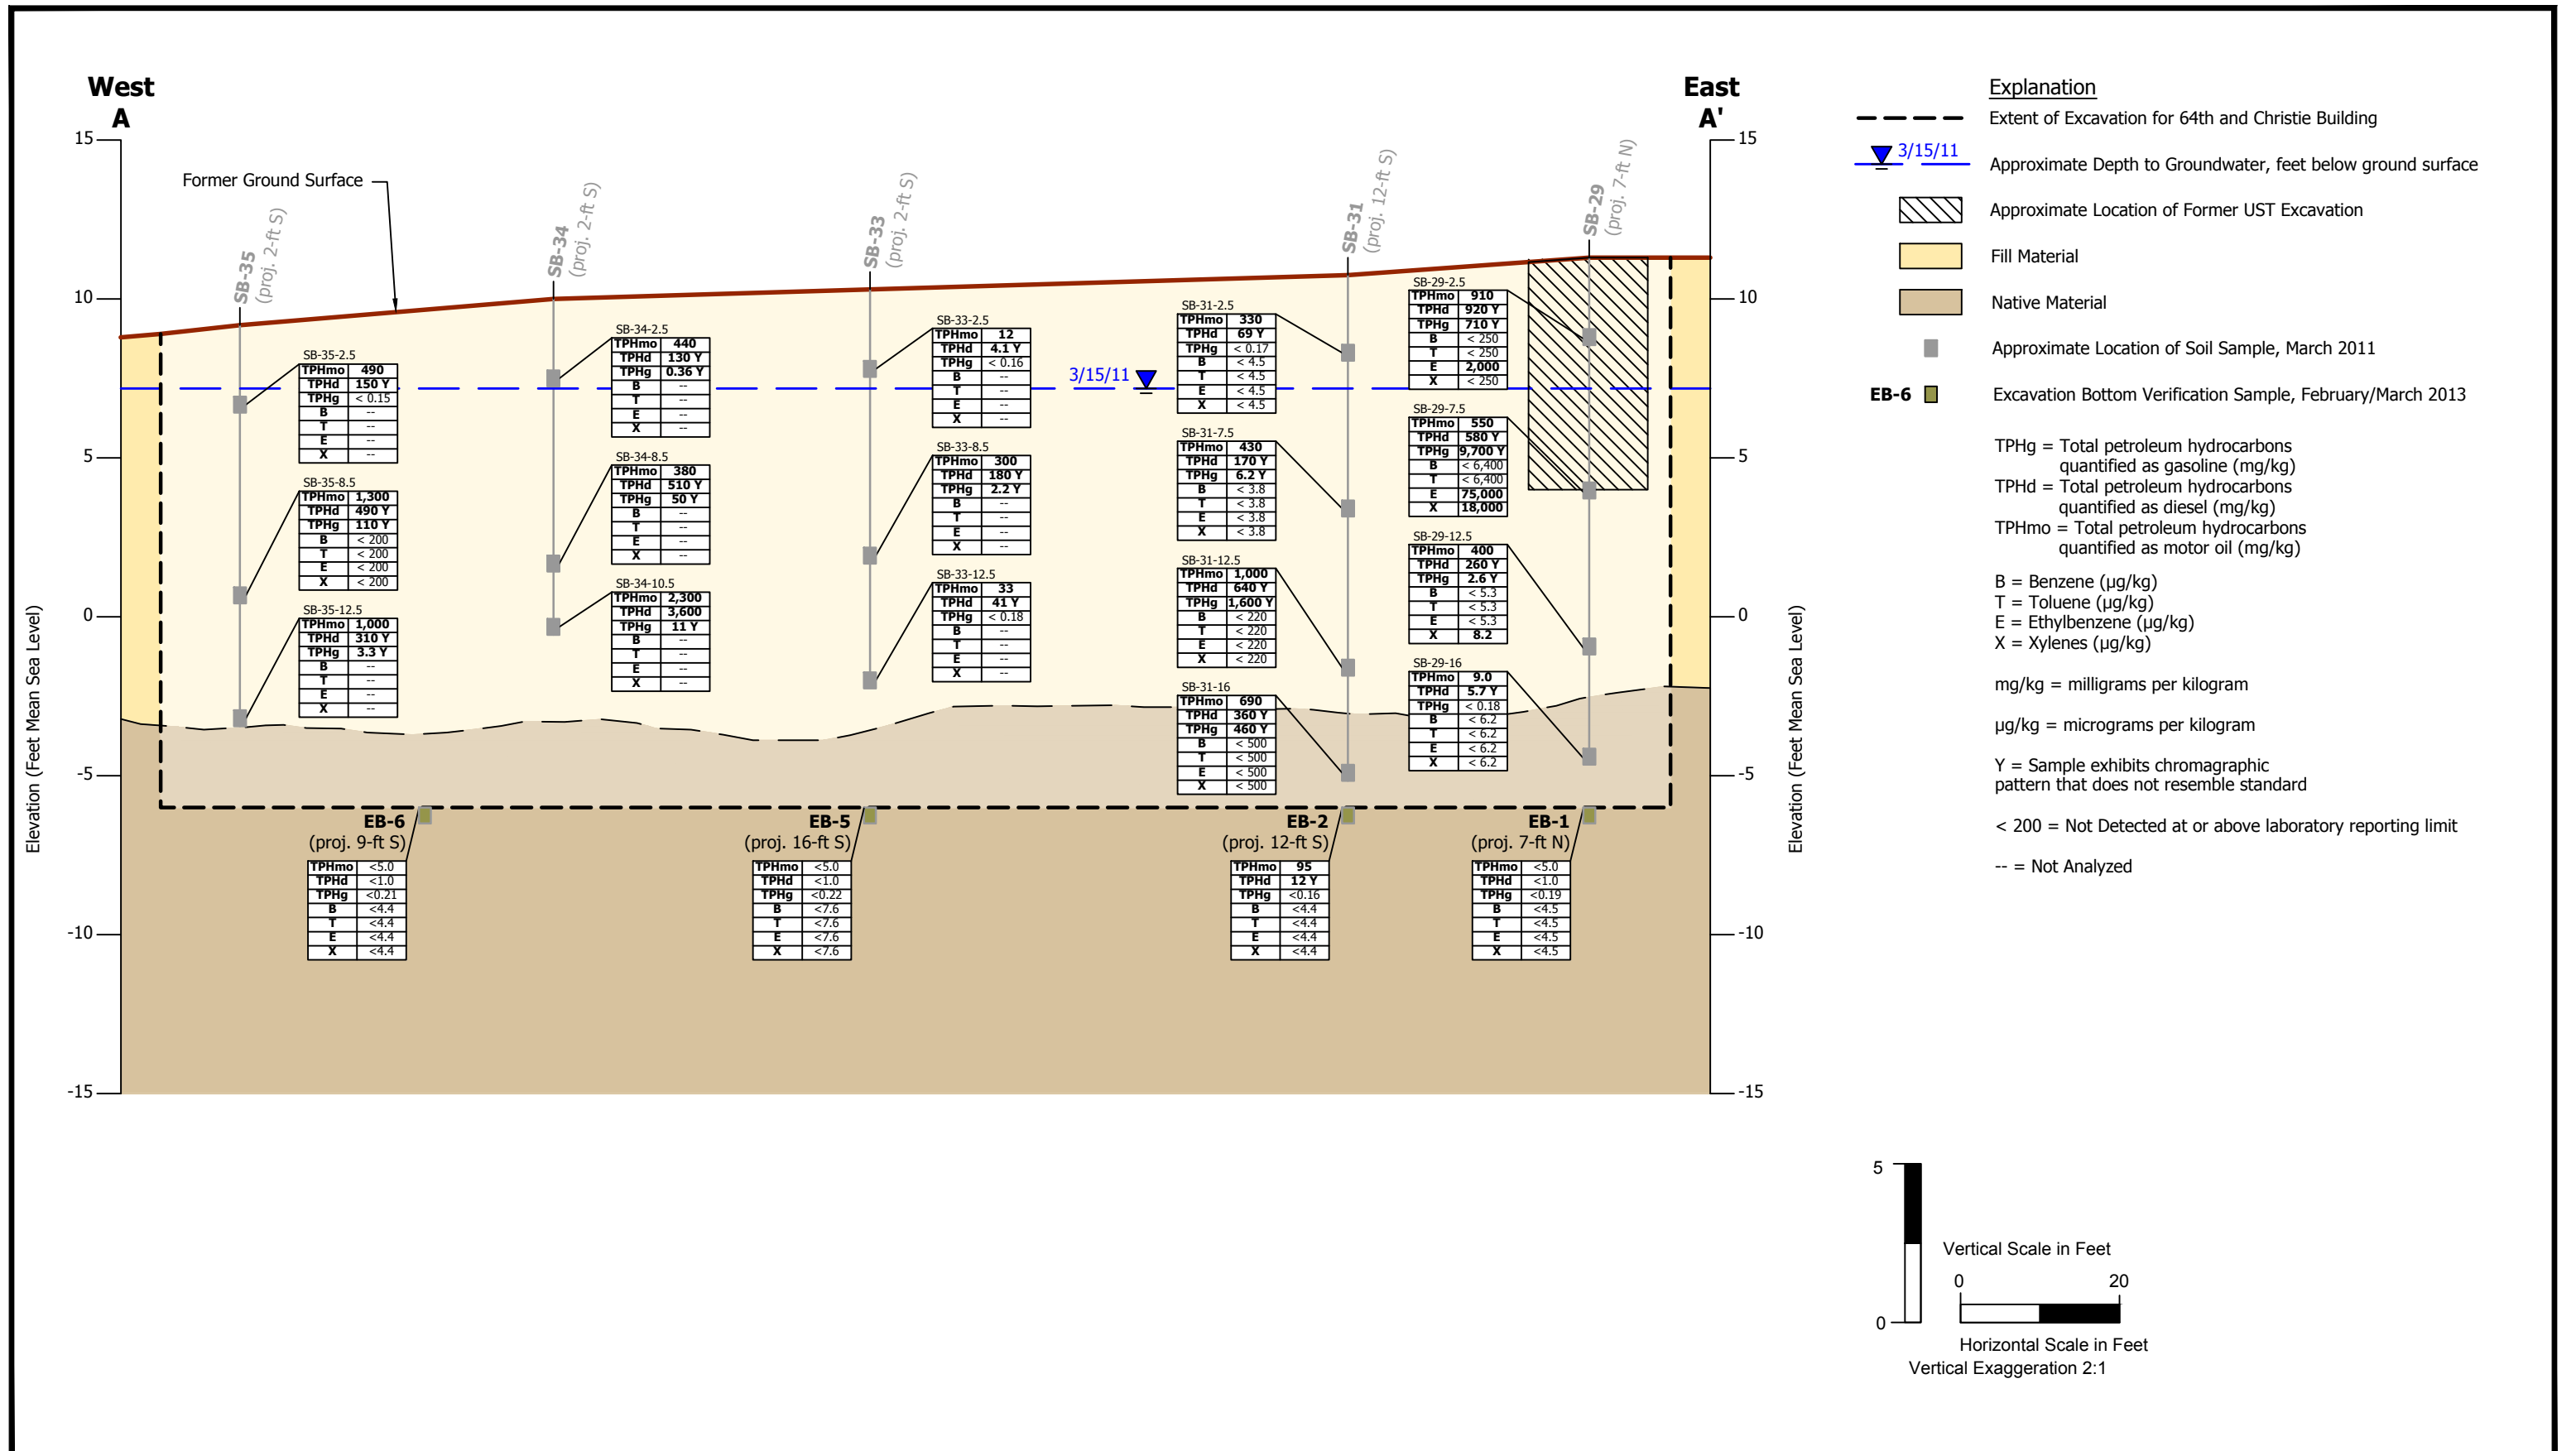 West
A
East
A'
15
10
5
0
-5
-10
-15
Elevation (Feet Mean Sea Level)
15
10
5
0
-5
-10
-15
Elevation (Feet Mean Sea Level)
Former Ground Surface
SB-35
(proj. 2-ft S)
SB-34
(proj. 2-ft S)
SB-33
(proj. 2-ft S)
SB-31
(proj. 12-ft S)
SB-29
(proj. 7-ft N)
3/15/11
SB-35-2.5
TPHmo 490
TPHd 150 Y
TPHg < 0.15
B --
T --
E --
X --
SB-35-8.5
TPHmo 1,300
TPHd 490 Y
TPHg 110 Y
B < 200
T < 200
E < 200
X < 200
SB-35-12.5
TPHmo 1,000
TPHd 310 Y
TPHg 3.3 Y
B --
T --
E --
X --
SB-34-2.5
TPHmo 440
TPHd 130 Y
TPHg 0.36 Y
B --
T --
E --
X --
SB-34-8.5
TPHmo 380
TPHd 510 Y
TPHg 50 Y
B --
T --
E --
X --
SB-34-10.5
TPHmo 2,300
TPHd 3,600
TPHg 11 Y
B --
T --
E --
X --
SB-33-2.5
TPHmo 12
TPHd 4.1 Y
TPHg < 0.16
B --
T --
E --
X --
SB-33-8.5
TPHmo 300
TPHd 180 Y
TPHg 2.2 Y
B --
T --
E --
X --
SB-33-12.5
TPHmo 33
TPHd 41 Y
TPHg < 0.18
B --
T --
E --
X --
SB-31-2.5
TPHmo 330
TPHd 69 Y
TPHg < 0.17
B < 4.5
T < 4.5
E < 4.5
X < 4.5
SB-31-7.5
TPHmo 430
TPHd 170 Y
TPHg 6.2 Y
B < 3.8
T < 3.8
E < 3.8
X < 3.8
SB-31-12.5
TPHmo 1,000
TPHd 640 Y
TPHg 1,600 Y
B < 220
T < 220
E < 220
X < 220
SB-31-16
TPHmo 690
TPHd 360 Y
TPHg 460 Y
B < 500
T < 500
E < 500
X < 500
SB-29-2.5
TPHmo 910
TPHd 920 Y
TPHg 710 Y
B < 250
T < 250
E 2,000
X < 250
SB-29-7.5
TPHmo 550
TPHd 580 Y
TPHg 9,700 Y
B < 6,400
T < 6,400
E 75,000
X 18,000
SB-29-12.5
TPHmo 400
TPHd 260 Y
TPHg 2.6 Y
B < 5.3
T < 5.3
E < 5.3
X 8.2
SB-29-16
TPHmo 9.0
TPHd 5.7 Y
TPHg < 0.18
B < 6.2
T < 6.2
E < 6.2
X < 6.2
EB-6
(proj. 9-ft S)
TPHmo <5.0
TPHd <1.0
TPHg <0.21
B <4.4
T <4.4
E <4.4
X <4.4
EB-5
(proj. 16-ft S)
TPHmo <5.0
TPHd <1.0
TPHg <0.22
B <7.6
T <7.6
E <7.6
X <7.6
EB-2
(proj. 12-ft S)
TPHmo 95
TPHd 12 Y
TPHg <0.16
B <4.4
T <4.4
E <4.4
X <4.4
EB-1
(proj. 7-ft N)
TPHmo <5.0
TPHd <1.0
TPHg <0.19
B <4.5
T <4.5
E <4.5
X <4.5
Explanation
Extent of Excavation for 64th and Christie Building
3/15/11
Approximate Depth to Groundwater, feet below ground surface
Approximate Location of Former UST Excavation
Fill Material
Native Material
Approximate Location of Soil Sample, March 2011
EB-6 Excavation Bottom Verification Sample, February/March 2013
TPHg = Total petroleum hydrocarbons
quantified as gasoline (mg/kg)
TPHd = Total petroleum hydrocarbons
quantified as diesel (mg/kg)
TPHmo = Total petroleum hydrocarbons
quantified as motor oil (mg/kg)
B = Benzene (µg/kg)
T = Toluene (µg/kg)
E = Ethylbenzene (µg/kg)
X = Xylenes (µg/kg)
mg/kg = milligrams per kilogram
µg/kg = micrograms per kilogram
Y = Sample exhibits chromagraphic
pattern that does not resemble standard
< 200 = Not Detected at or above laboratory reporting limit
-- = Not Analyzed
5
0
Vertical Scale in Feet
0 20
Horizontal Scale in Feet
Vertical Exaggeration 2:1